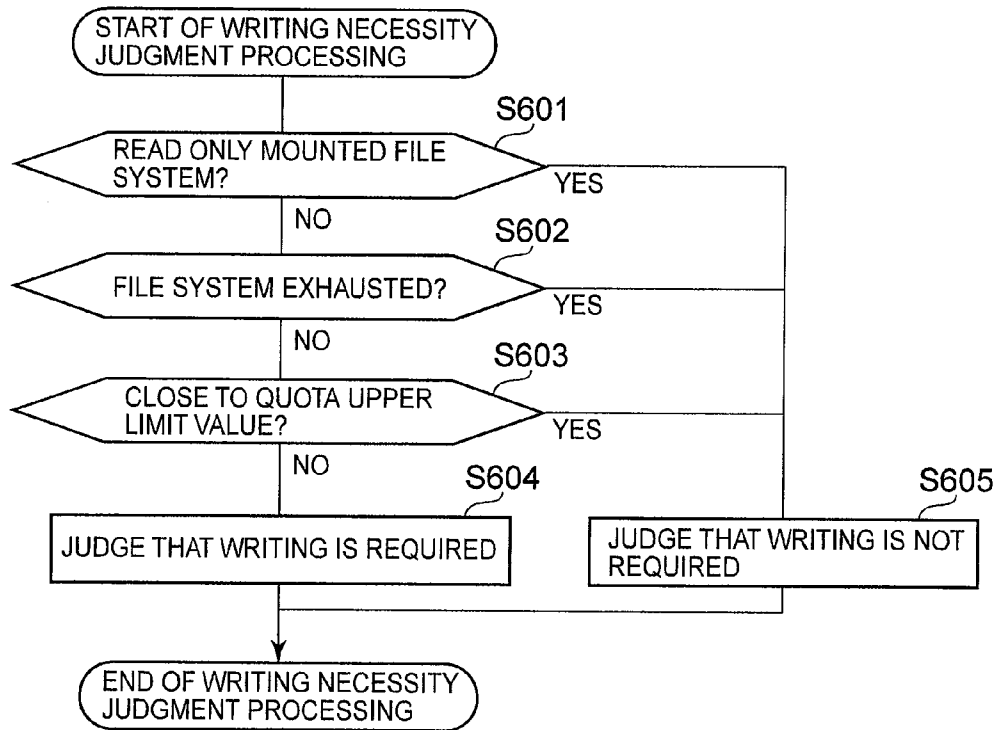 START OF WRITING NECESSITY
JUDGMENT PROCESSING
S601
READ ONLY MOUNTED FILE
SYSTEM?
YES
NO
S602
FILE SYSTEM EXHAUSTED?
YES
NO
S603
CLOSE TO QUOTA UPPER
LIMIT VALUE?
YES
NO
S604
JUDGE THAT WRITING IS REQUIRED
S605
JUDGE THAT WRITING IS NOT
REQUIRED
END OF WRITING NECESSITY
JUDGMENT PROCESSING